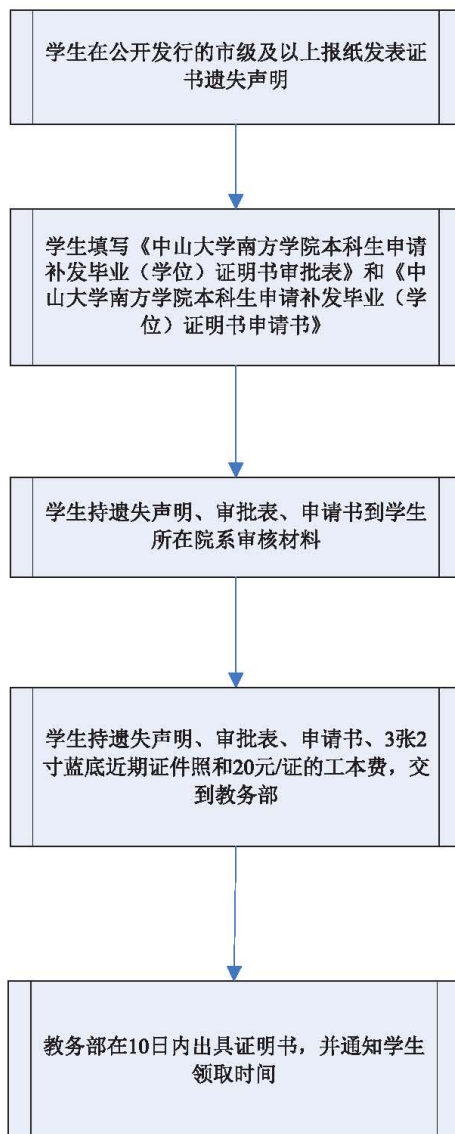 学生在公开发行的市级及以上报纸发表证
书遗失声明
学生填写《中山大学南方学院本科生申请
补发毕业（学位）证明书审批表》和《中
山大学南方学院本科生申请补发毕业（学
位）证明书申请书》
学生持遗失声明、审批表、申请书到学生
所在院系审核材料
学生持遗失声明、审批表、申请书、3张2
寸蓝底近期证件照和20元/证的工本费，交
到教务部
教务部在10日内出具证明书，并通知学生
领取时间